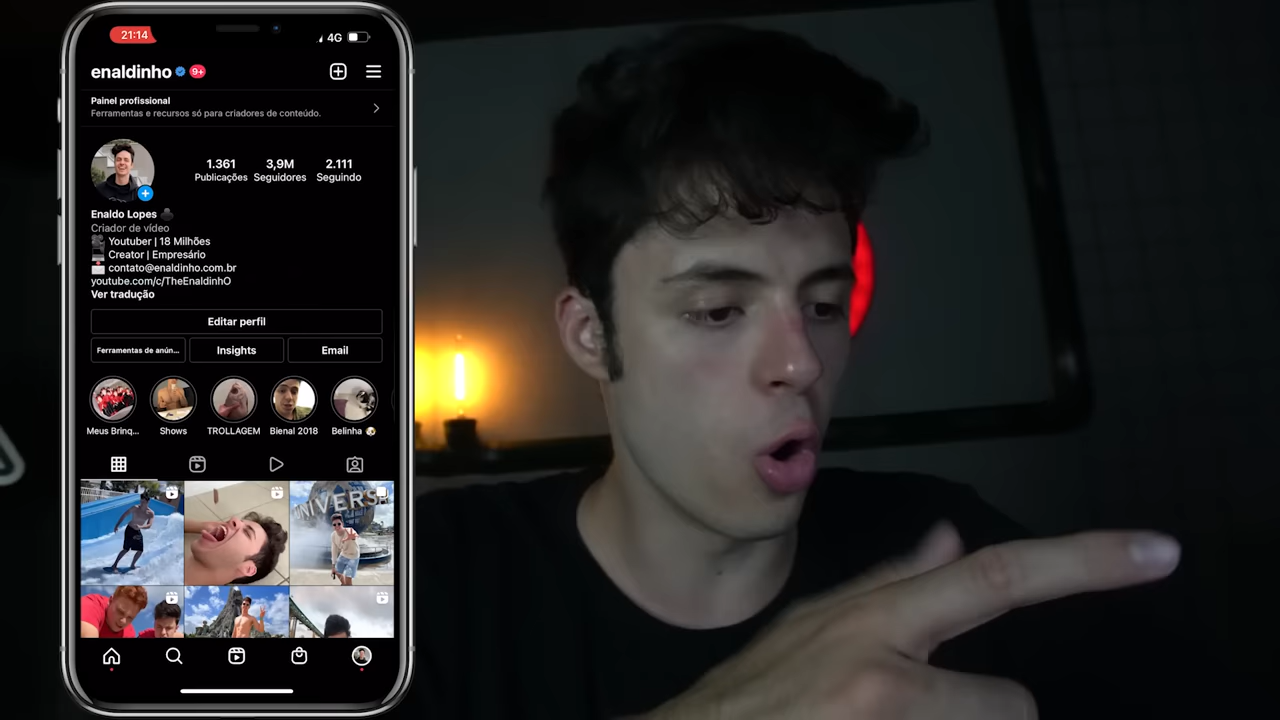 21:14
4G
enaldinho 9+
Painel profissional
Ferramentas e recursos só para criadores de conteúdo.
1.361 3,9M 2.111
Publicações Seguidores Seguindo
Enaldo Lopes
Criador de vídeo
Youtuber | 18 Milhões
Creator | Empresário
contato@enaldinho.com.br
youtube.com/c/TheEnaldinhO
Ver tradução
Editar perfil
Ferramentas de anún... Insights Email
Meus Brinq... Shows TROLLAGEM Bienal 2018 Belinha
UNIVERSA